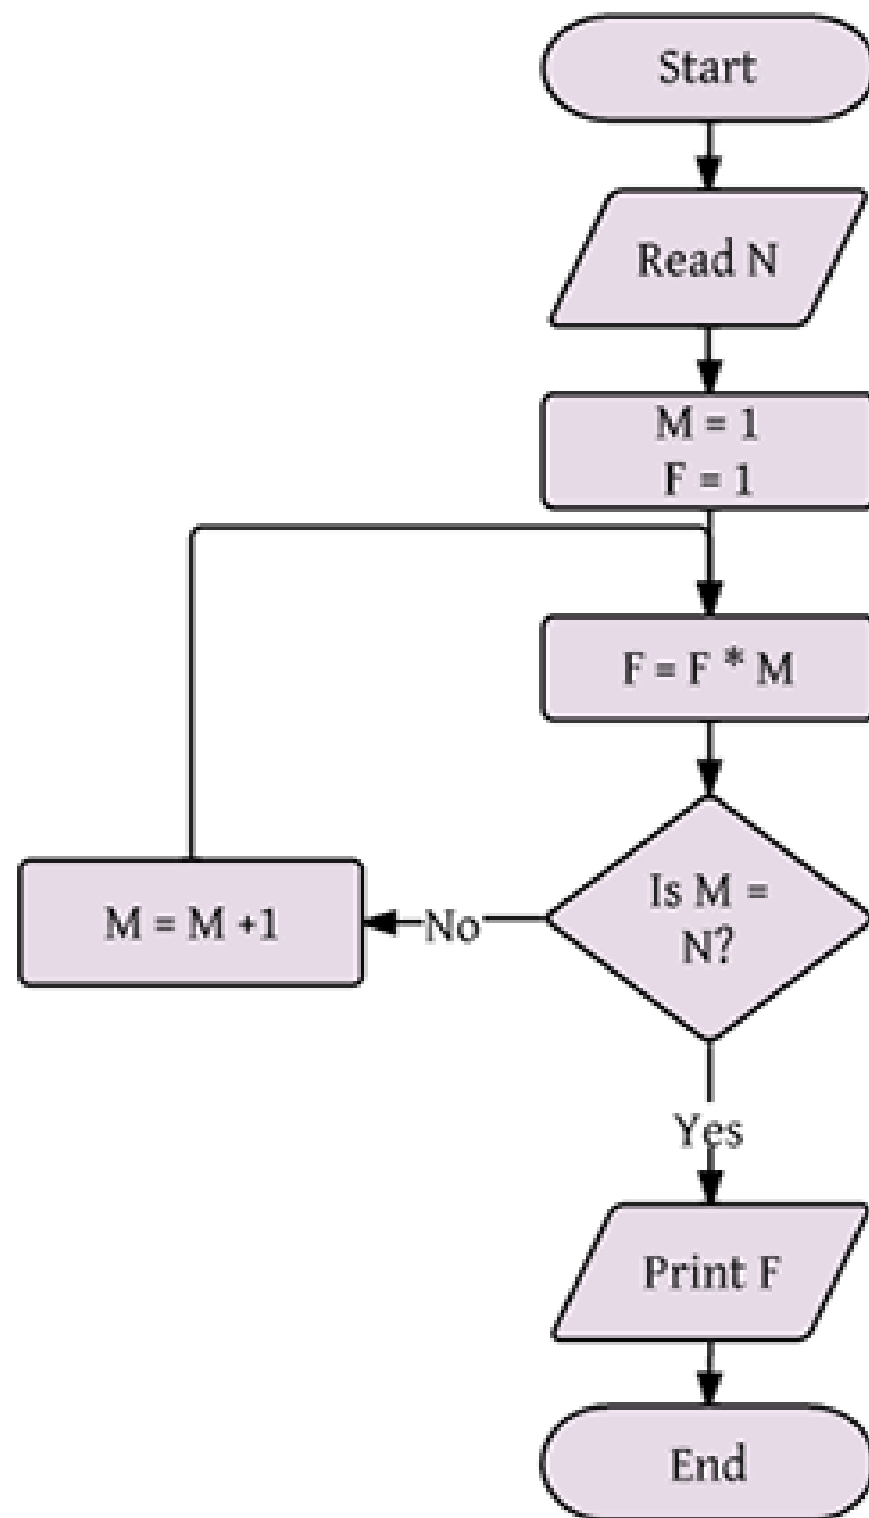 Start
Read N
M = 1
F = 1
F = F * M
Is M =
N?
No
M = M +1
Yes
Print F
End